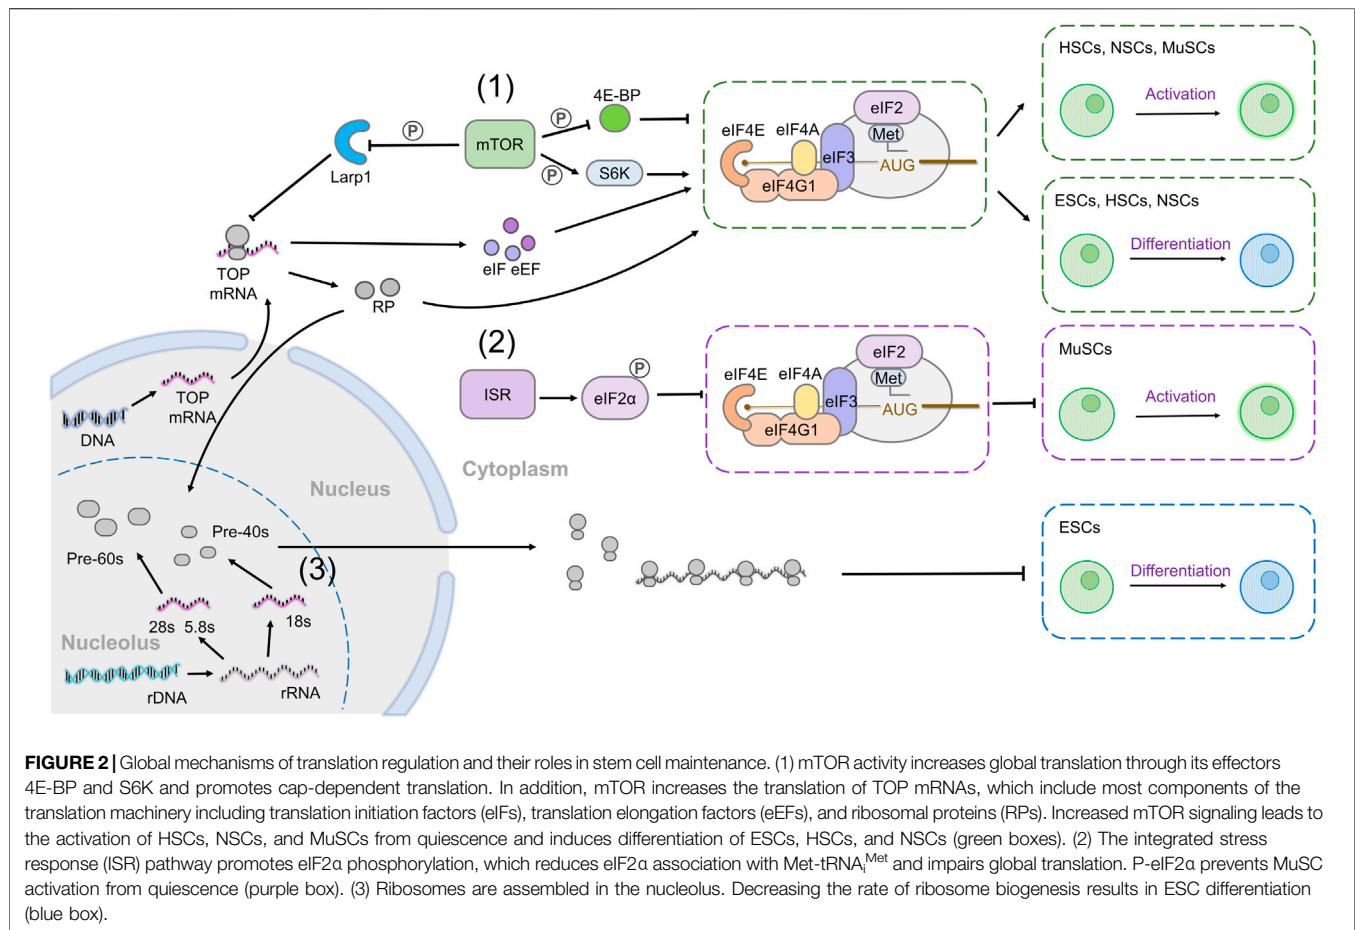 (1)
4E-BP
HSCs, NSCs, MuSCs
Activation
P
P
mTOR
P
S6K
Larp1
eIF2
Met
eIF4E
eIF4A
eIF3
AUG
eIF4G1
ESCs, HSCs, NSCs
Differentiation
TOP
mRNA
eIF eEF
RP
(2)
ISR
P
eIF2α
eIF2
Met
eIF4E
eIF4A
eIF3
AUG
eIF4G1
MuSCs
Activation
TOP
mRNA
DNA
Cytoplasm
Nucleus
Pre-60s
Pre-40s
(3)
28s 5.8s
18s
Nucleolus
rDNA
rRNA
ESCs
Differentiation
FIGURE 2 | Global mechanisms of translation regulation and their roles in stem cell maintenance. (1) mTOR activity increases global translation through its effectors
4E-BP and S6K and promotes cap-dependent translation. In addition, mTOR increases the translation of TOP mRNAs, which include most components of the
translation machinery including translation initiation factors (eIFs), translation elongation factors (eEFs), and ribosomal proteins (RPs). Increased mTOR signaling leads to
the activation of HSCs, NSCs, and MuSCs from quiescence and induces differentiation of ESCs, HSCs, and NSCs (green boxes). (2) The integrated stress
response (ISR) pathway promotes eIF2α phosphorylation, which reduces eIF2α association with Met-tRNAiMet and impairs global translation. P-eIF2α prevents MuSC
activation from quiescence (purple box). (3) Ribosomes are assembled in the nucleolus. Decreasing the rate of ribosome biogenesis results in ESC differentiation
(blue box).